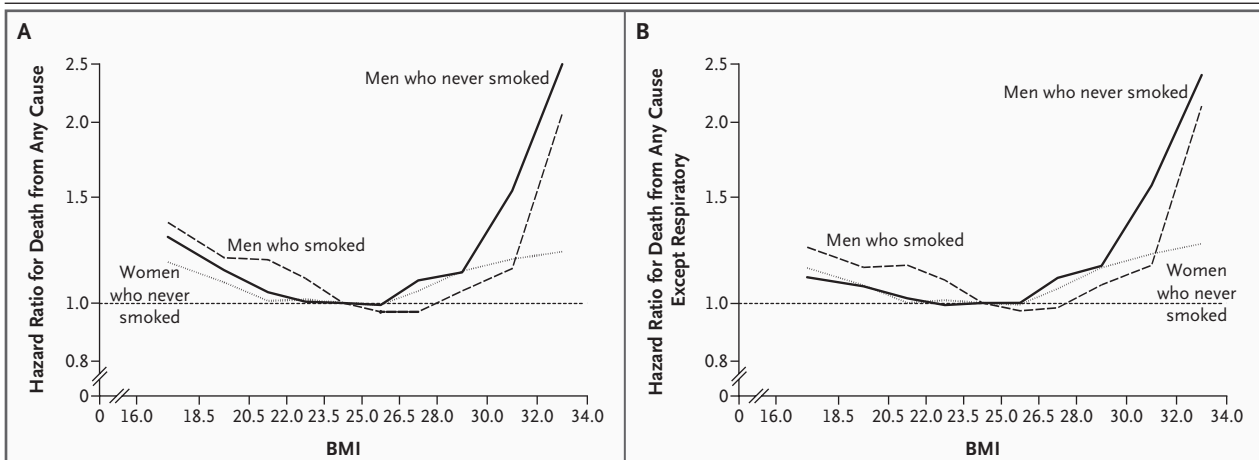 A
Hazard Ratio for Death from Any Cause
2.5
2.0
1.5
1.0
0.8
0
Men who never smoked
Men who smoked
Women
who never
smoked
0 16.0 18.5 20.5 22.0 23.5 25.0 26.5 28.0 30.0 32.0 34.0
BMI
B
Hazard Ratio for Death from Any Cause
Except Respiratory
2.5
2.0
1.5
1.0
0.8
0
Men who never smoked
Men who smoked
Women
who never
smoked
0 16.0 18.5 20.5 22.0 23.5 25.0 26.5 28.0 30.0 32.0 34.0
BMI